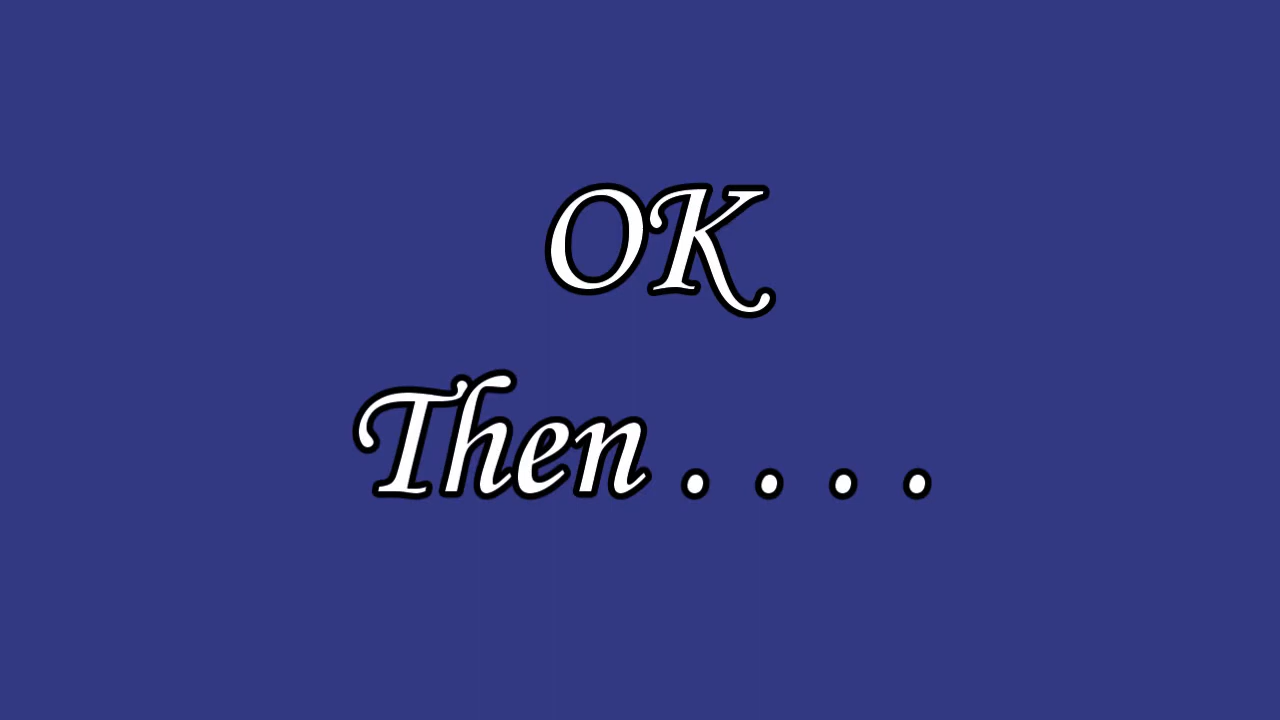 OK
Then . . . .